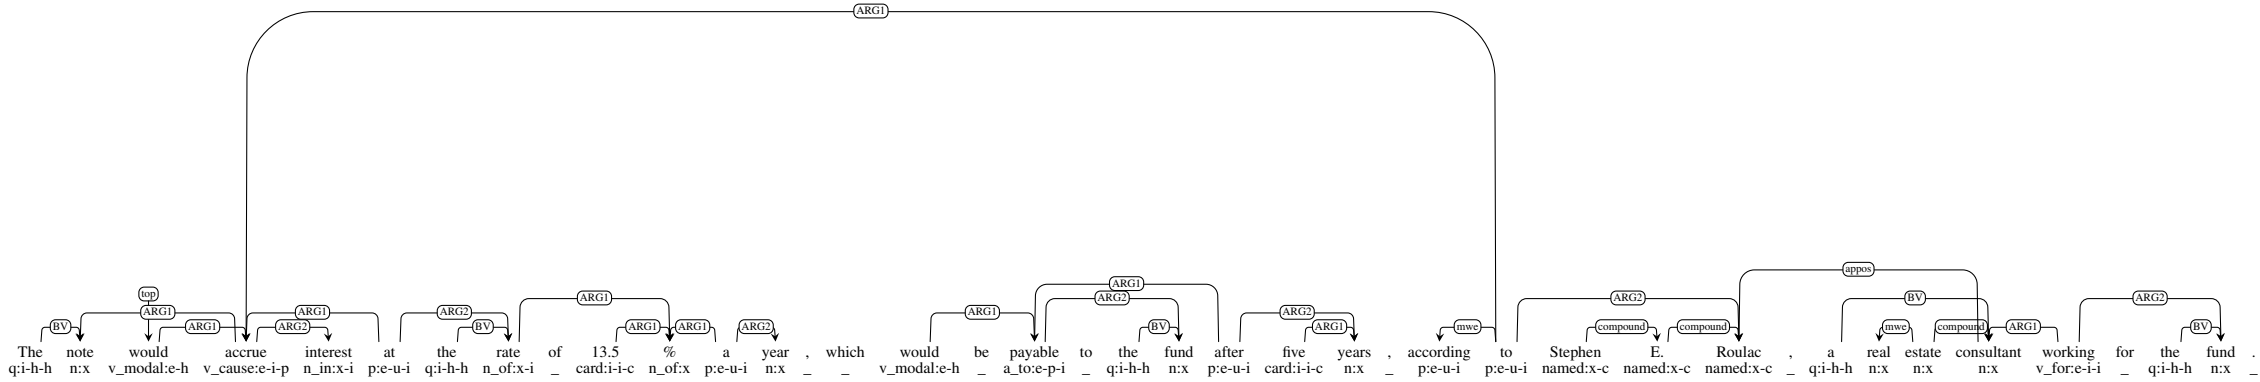 ARG1
appos
top ARG1 ARG1 ARG1 ARG2 BV ARG2
ARG1 ARG1 ARG2 ARG1 ARG2
BV ARG1 ARG2 BV ARG1 ARG1 ARG2 BV ARG1 mwe compound compound mwe compound ARG1 BV
The note would accrue interest at the rate of 13.5 % a year , which would be payable to the fund after five years , according to Stephen E. Roulac , a real estate consultant working for the fund .
q:i-h-h n:x v_modal:e-h v_cause:e-i-p n_in:x-i p:e-u-i q:i-h-h n_of:x-i _ card:i-i-c n_of:x p:e-u-i n:x _ _ v_modal:e-h _ a_to:e-p-i _ q:i-h-h n:x p:e-u-i card:i-i-c n:x _ p:e-u-i p:e-u-i named:x-c named:x-c named:x-c _ q:i-h-h n:x n:x n:x v_for:e-i-i _ q:i-h-h n:x _